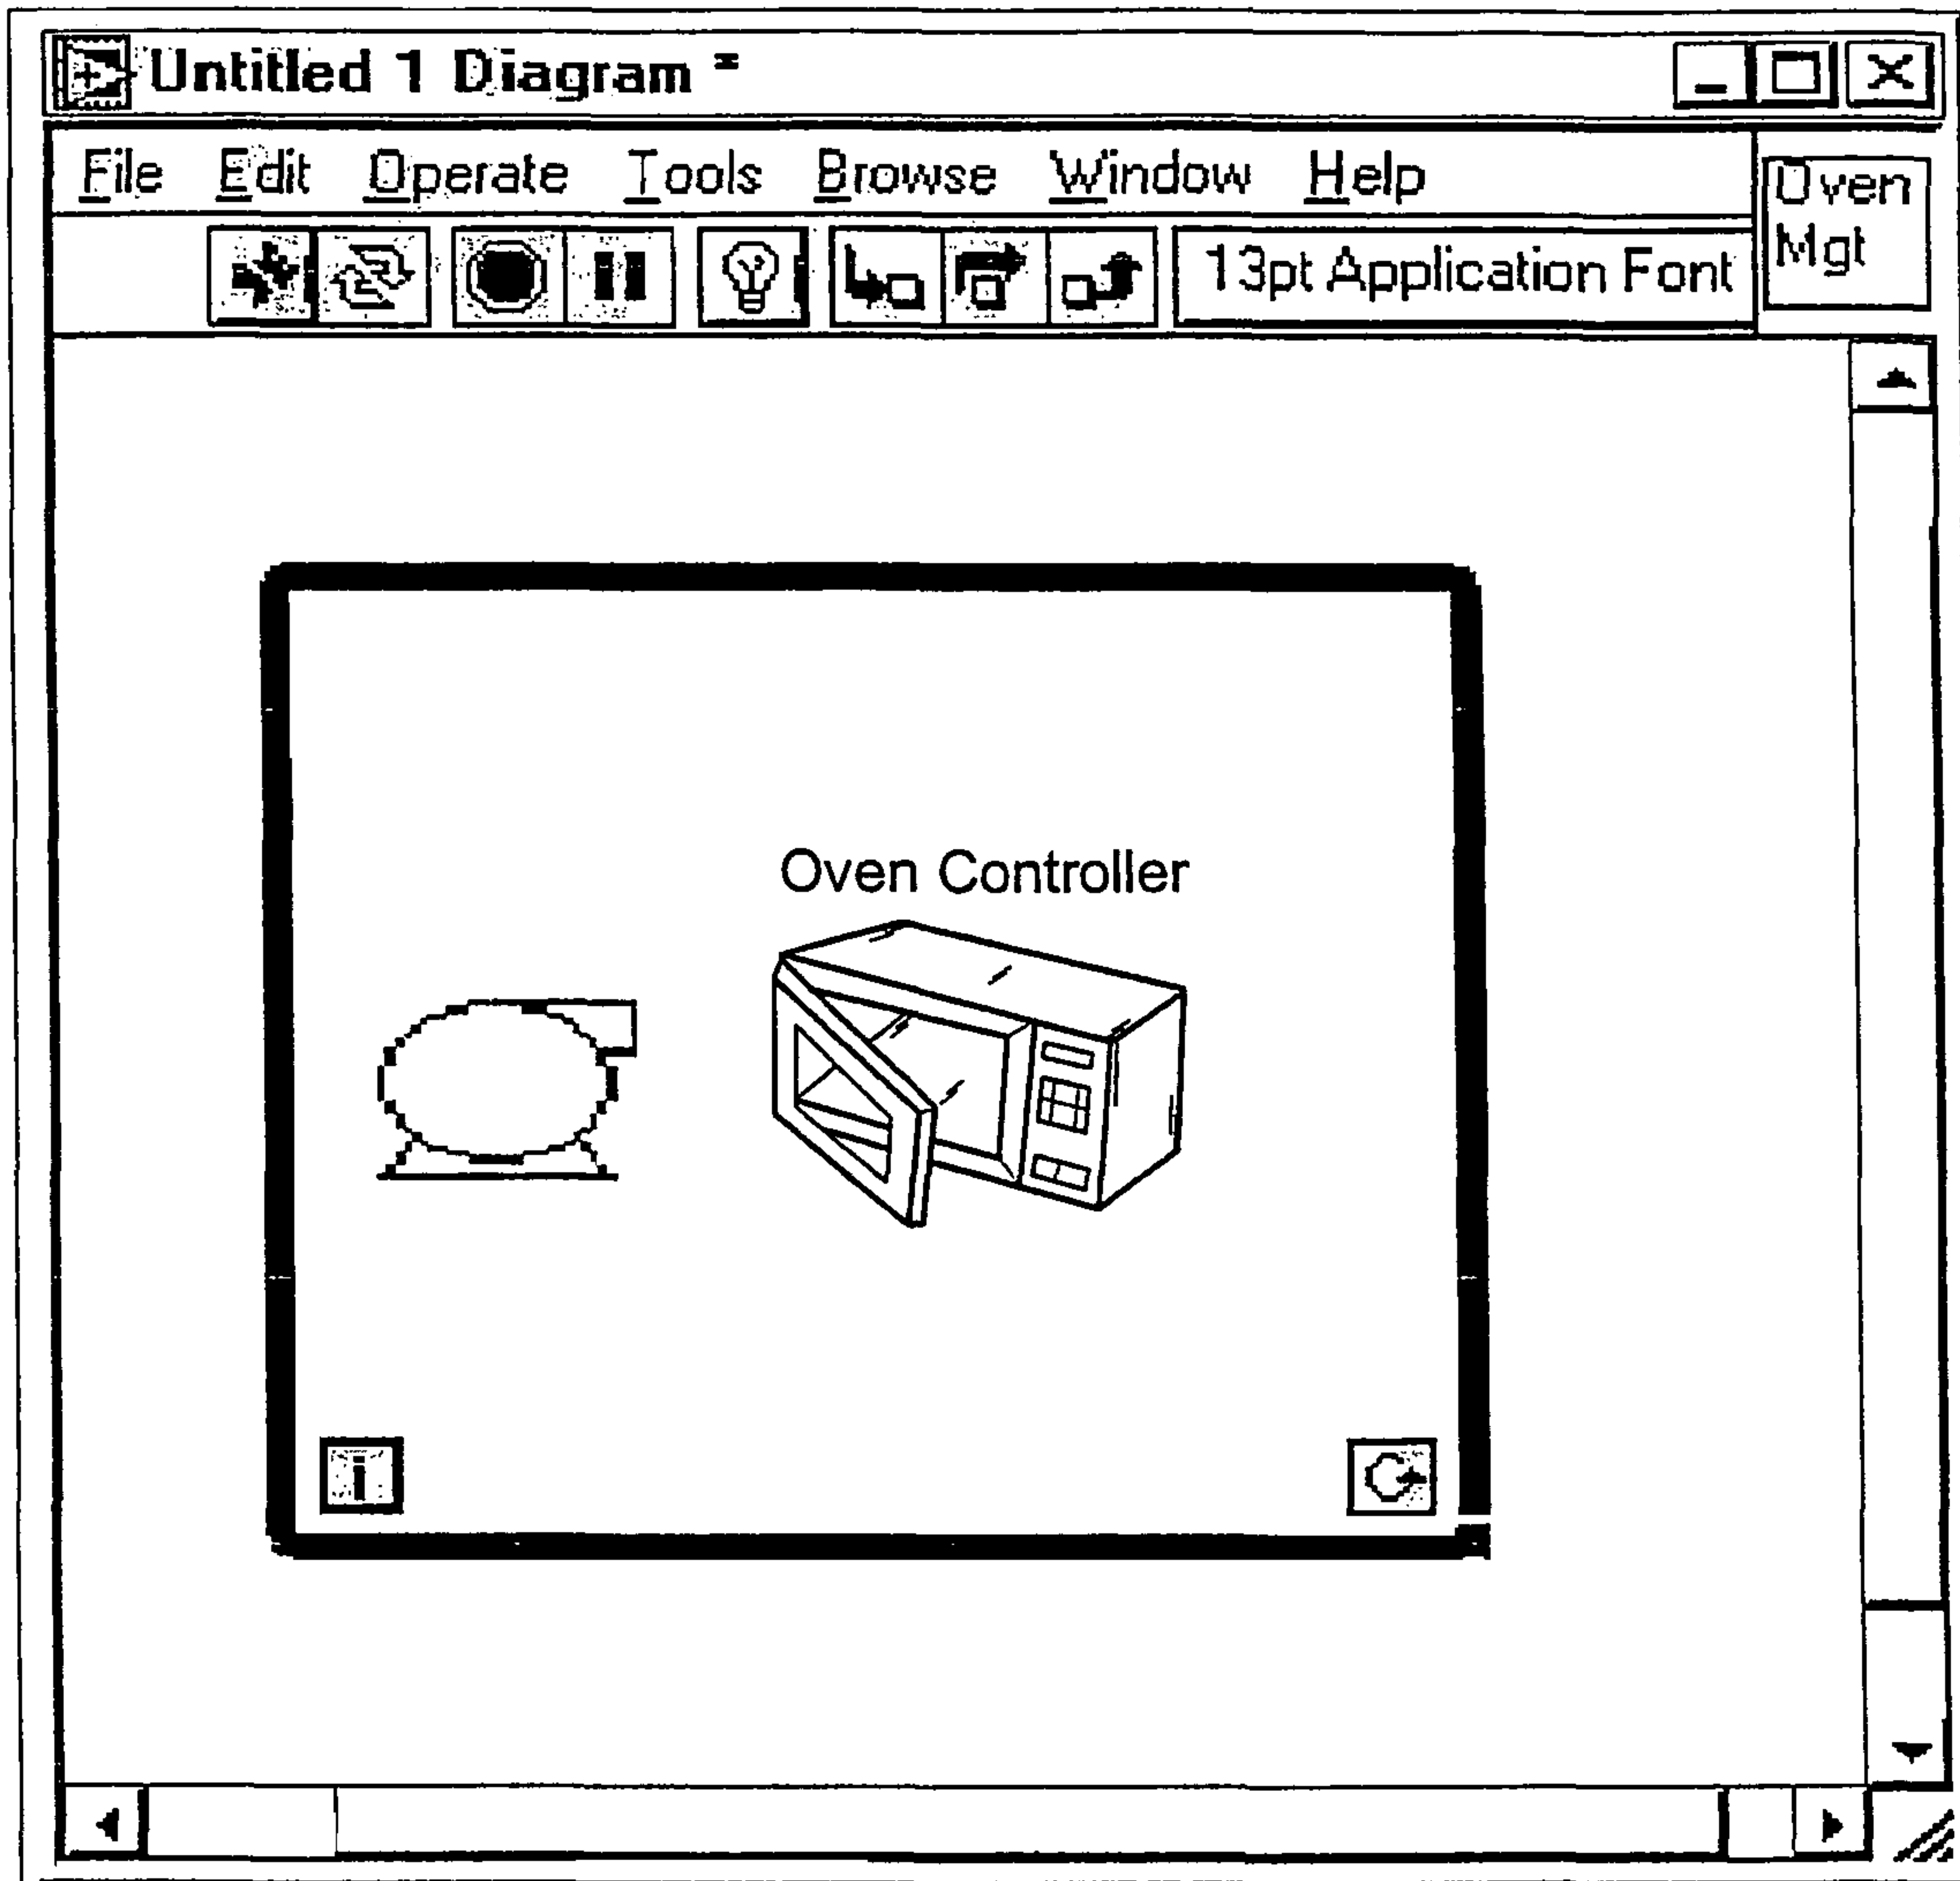 Untitled 1 Diagram *
File Edit Operate Tools Browse Window Help
Oven
Mgt
13pt Application Font
Oven Controller
i